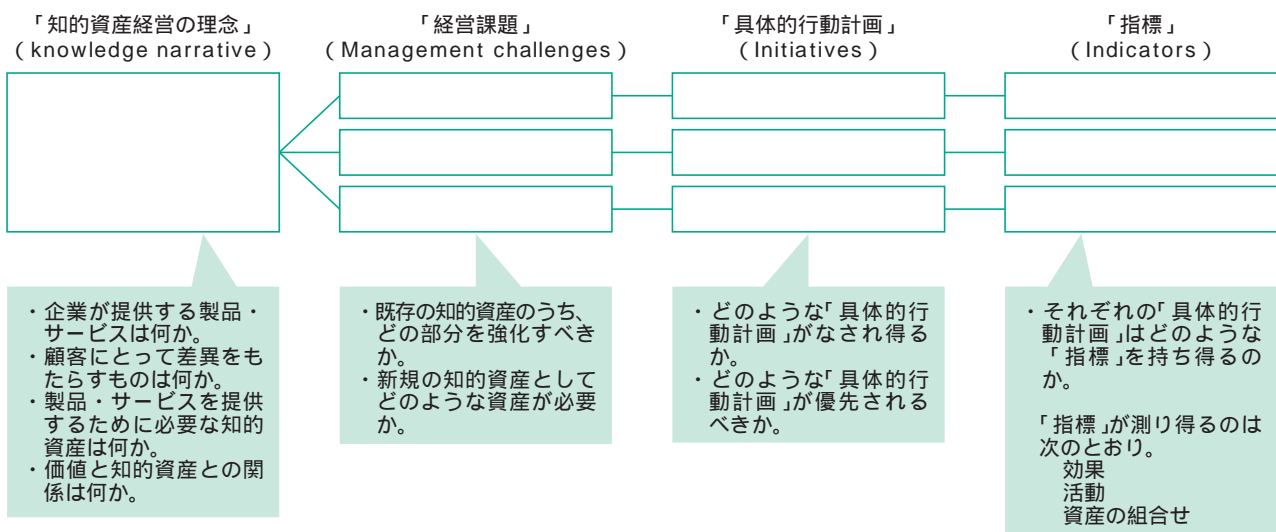 「知的資産経営の理念」
（knowledge narrative）
「経営課題」
（Management challenges）
「具体的行動計画」
（Initiatives）
「指標」
（Indicators）
・企業が提供する製品・
サービスは何か。
・顧客にとって差異をも
たらすものは何か。
・製品・サービスを提供
するために必要な知的
資産は何か。
・価値と知的資産との関
係は何か。
・既存の知的資産のうち、
どの部分を強化すべき
か。
・新規の知的資産として
どのような資産が必要
か。
・どのような「具体的行
動計画」がなされ得る
か。
・どのような「具体的行
動計画」が優先される
べきか。
・それぞれの「具体的行
動計画」はどのような
「指標」を持ち得るの
か。
「指標」が測り得るのは
次のとおり。
効果
活動
資産の組合せ